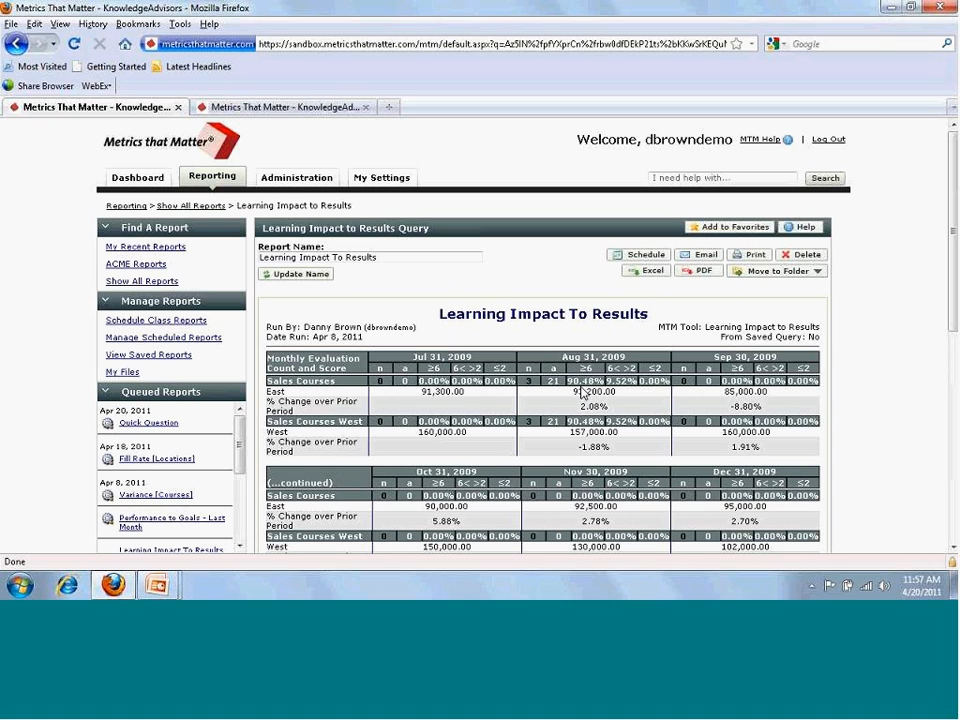 Metrics That Matter - KnowledgeAdvisors - Mozilla Firefox
File Edit View History Bookmarks Tools Help
metricsthatmatter.com
Google
Most Visited Getting Started Latest Headlines
Share Browser WebEx
Metrics That Matter - Knowledge... Metrics That Matter - KnowledgeAd...
Metrics that Matter®
Welcome, dbrowndemo MTM Help | Log Out
Dashboard Reporting Administration My Settings
I need help with... Search
Reporting > Show All Reports > Learning Impact to Results
Find A Report
My Recent Reports
ACME Reports
Show All Reports
Manage Reports
Schedule Class Reports
Manage Scheduled Reports
View Saved Reports
My Files
Queued Reports
Apr 20, 2011
Quick Question
Apr 18, 2011
Fill Rate [Locations]
Apr 8, 2011
Variance [Courses]
Performance to Goals - Last Month
Learning Impact To Results
Learning Impact to Results Query Add to Favorites Help
Report Name:
Learning Impact To Results
Update Name
Schedule Email Print Delete
Excel PDF Move to Folder
Learning Impact To Results
Run By: Danny Brown (dbrowndemo) MTM Tool: Learning Impact to Results
Date Run: Apr 8, 2011 From Saved Query: No
Monthly Evaluation Count and Score Jul 31, 2009 Aug 31, 2009 Sep 30, 2009
n a ≥6 6< >2 ≤2 n a ≥6 6< >2 ≤2 n a ≥6 6< >2 ≤2
Sales Courses 0 0 0.00% 0.00% 0.00% 3 21 90.48% 9.52% 0.00% 0 0 0.00% 0.00% 0.00%
East 91,300.00 85,000.00
% Change over Prior Period 2.08% -8.80%
Sales Courses West 0 0 0.00% 0.00% 0.00% 3 21 90.48% 9.52% 0.00% 0 0 0.00% 0.00% 0.00%
West 160,000.00 157,000.00 160,000.00
% Change over Prior Period -1.88% 1.91%
(...continued) Oct 31, 2009 Nov 30, 2009 Dec 31, 2009
n a ≥6 6< >2 ≤2 n a ≥6 6< >2 ≤2 n a ≥6 6< >2 ≤2
Sales Courses 0 0 0.00% 0.00% 0.00% 0 0 0.00% 0.00% 0.00% 0 0 0.00% 0.00% 0.00%
East 90,000.00 92,500.00 95,000.00
% Change over Prior Period 5.88% 2.78% 2.70%
Sales Courses West 0 0 0.00% 0.00% 0.00% 0 0 0.00% 0.00% 0.00% 0 0 0.00% 0.00% 0.00%
West 150,000.00 130,000.00 102,000.00
Done
11:57 AM
4/20/2011